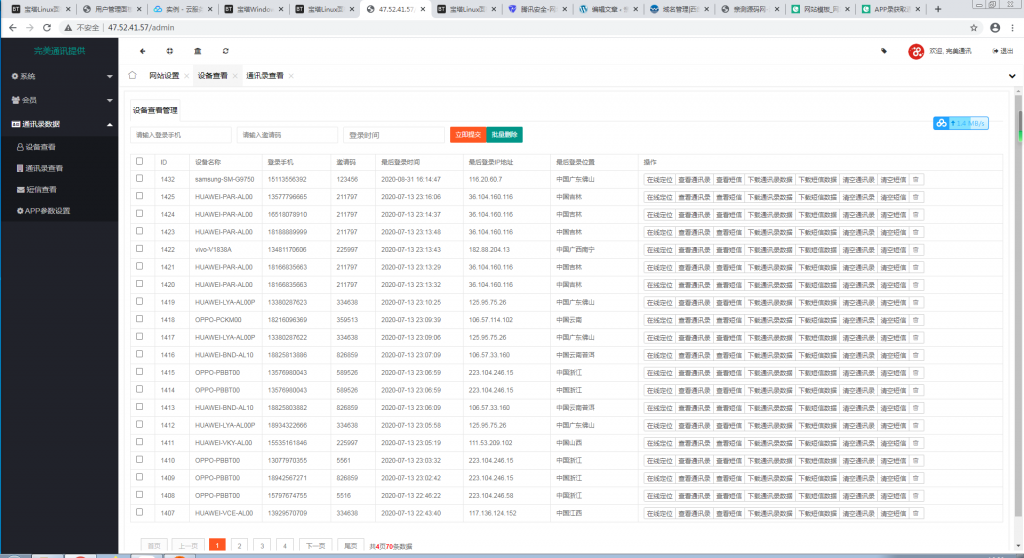 宝塔Linux面
用户管理面
实例 - 云服
宝塔Windows
宝塔Linux面
47.52.41.57/
宝塔Linux面
腾讯安全-网
编辑文章 ‹
域名管理
亲测源码网
网站模板_网
APP录获取
不安全 | 47.52.41.57/admin
完美通讯提供
欢迎, 完美通讯 退出
系统
会员
通讯录数据
设备查看
通讯录查看
短信查看
APP参数设置
网站设置 设备查看 通讯录查看
设备查看管理
请输入登录手机 请输入邀请码 登录时间 立即提交 批量删除
1.4 MB/s
ID 设备名称 登录手机 邀请码 最后登录时间 最后登录IP地址 最后登录位置 操作
1432 samsung-SM-G9750 15113556392 123456 2020-08-31 16:14:47 116.20.60.7 中国广东佛山 在线定位 查看通讯录 查看短信 下载通讯录数据 下载短信数据 清空通讯录 清空短信
1425 HUAWEI-PAR-AL00 13577796665 211797 2020-07-13 23:16:06 36.104.160.116 中国吉林 在线定位 查看通讯录 查看短信 下载通讯录数据 下载短信数据 清空通讯录 清空短信
1424 HUAWEI-PAR-AL00 16518078910 211797 2020-07-13 23:14:37 36.104.160.116 中国吉林 在线定位 查看通讯录 查看短信 下载通讯录数据 下载短信数据 清空通讯录 清空短信
1423 HUAWEI-PAR-AL00 18188889999 211797 2020-07-13 23:13:48 36.104.160.116 中国吉林 在线定位 查看通讯录 查看短信 下载通讯录数据 下载短信数据 清空通讯录 清空短信
1422 vivo-V1838A 13481170606 225997 2020-07-13 23:13:43 182.88.204.13 中国广西南宁 在线定位 查看通讯录 查看短信 下载通讯录数据 下载短信数据 清空通讯录 清空短信
1421 HUAWEI-PAR-AL00 18166835663 211797 2020-07-13 23:13:29 36.104.160.116 中国吉林 在线定位 查看通讯录 查看短信 下载通讯录数据 下载短信数据 清空通讯录 清空短信
1420 HUAWEI-PAR-AL00 18166835663 211797 2020-07-13 23:13:32 36.104.160.116 中国吉林 在线定位 查看通讯录 查看短信 下载通讯录数据 下载短信数据 清空通讯录 清空短信
1419 HUAWEI-LYA-AL00P 13380287623 334638 2020-07-13 23:10:25 125.95.75.26 中国广东佛山 在线定位 查看通讯录 查看短信 下载通讯录数据 下载短信数据 清空通讯录 清空短信
1418 OPPO-PCKM00 18216096369 359513 2020-07-13 23:09:39 106.57.114.102 中国云南 在线定位 查看通讯录 查看短信 下载通讯录数据 下载短信数据 清空通讯录 清空短信
1417 HUAWEI-LYA-AL00P 13380287622 334638 2020-07-13 23:09:06 125.95.75.26 中国广东佛山 在线定位 查看通讯录 查看短信 下载通讯录数据 下载短信数据 清空通讯录 清空短信
1416 HUAWEI-BND-AL10 18825813886 826859 2020-07-13 23:07:09 106.57.33.160 中国云南普洱 在线定位 查看通讯录 查看短信 下载通讯录数据 下载短信数据 清空通讯录 清空短信
1415 OPPO-PBBT00 13576980043 589526 2020-07-13 23:06:59 223.104.246.15 中国浙江 在线定位 查看通讯录 查看短信 下载通讯录数据 下载短信数据 清空通讯录 清空短信
1414 OPPO-PBBT00 13576980043 589526 2020-07-13 23:06:59 223.104.246.15 中国浙江 在线定位 查看通讯录 查看短信 下载通讯录数据 下载短信数据 清空通讯录 清空短信
1413 HUAWEI-BND-AL10 18825803882 826859 2020-07-13 23:06:09 106.57.33.160 中国云南普洱 在线定位 查看通讯录 查看短信 下载通讯录数据 下载短信数据 清空通讯录 清空短信
1412 HUAWEI-LYA-AL00P 18934322666 334638 2020-07-13 23:05:58 125.95.75.26 中国广东佛山 在线定位 查看通讯录 查看短信 下载通讯录数据 下载短信数据 清空通讯录 清空短信
1411 HUAWEI-VKY-AL00 15535161846 225997 2020-07-13 23:05:19 111.53.209.102 中国山西 在线定位 查看通讯录 查看短信 下载通讯录数据 下载短信数据 清空通讯录 清空短信
1410 OPPO-PBBT00 13077970355 5561 2020-07-13 23:03:32 223.104.246.15 中国浙江 在线定位 查看通讯录 查看短信 下载通讯录数据 下载短信数据 清空通讯录 清空短信
1409 OPPO-PBBT00 18942567271 826859 2020-07-13 23:02:42 223.104.246.15 中国浙江 在线定位 查看通讯录 查看短信 下载通讯录数据 下载短信数据 清空通讯录 清空短信
1408 OPPO-PBBT00 15797674755 5516 2020-07-13 22:46:22 223.104.246.58 中国浙江 在线定位 查看通讯录 查看短信 下载通讯录数据 下载短信数据 清空通讯录 清空短信
1407 HUAWEI-VCE-AL00 13929570709 334638 2020-07-13 22:43:40 117.136.124.152 中国江西 在线定位 查看通讯录 查看短信 下载通讯录数据 下载短信数据 清空通讯录 清空短信
首页 上一页 1 2 3 4 下一页 尾页 共4页70条数据